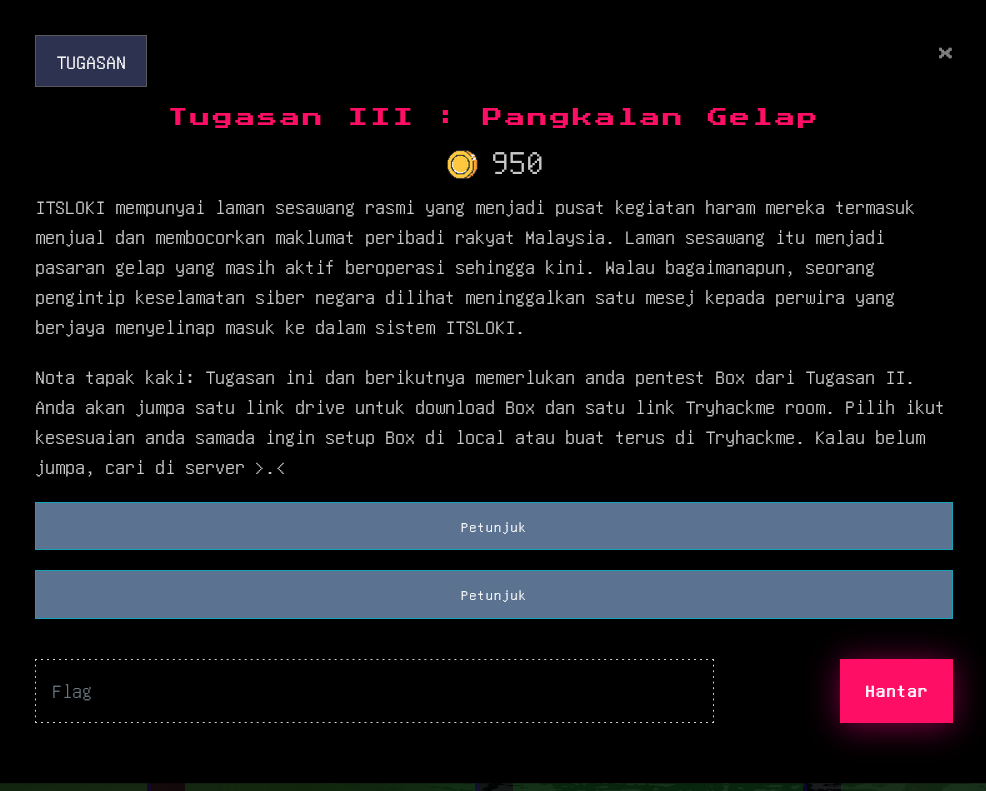 TUGASAN
×
Tugasan III : Pangkalan Gelap
950
ITSLOKI mempunyai laman sesawang rasmi yang menjadi pusat kegiatan haram mereka termasuk
menjual dan membocorkan maklumat peribadi rakyat Malaysia. Laman sesawang itu menjadi
pasaran gelap yang masih aktif beroperasi sehingga kini. Walau bagaimanapun, seorang
pengintip keselamatan siber negara dilihat meninggalkan satu mesej kepada perwira yang
berjaya menyelinap masuk ke dalam sistem ITSLOKI.
Nota tapak kaki: Tugasan ini dan berikutnya memerlukan anda pentest Box dari Tugasan II.
Anda akan jumpa satu link drive untuk download Box dan satu link Tryhackme room. Pilih ikut
kesesuaian anda samada ingin setup Box di local atau buat terus di Tryhackme. Kalau belum
jumpa, cari di server >.<
Petunjuk
Petunjuk
Flag
Hantar